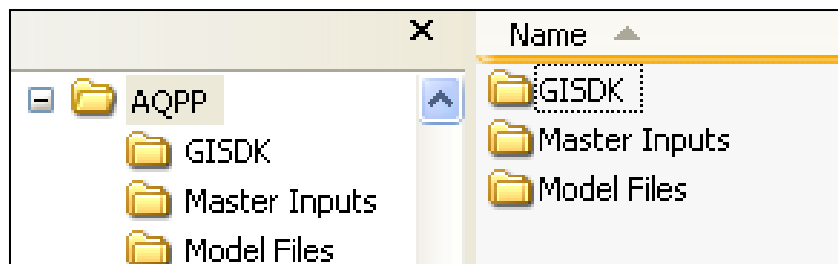 Name
AQPP
GISDK
Master Inputs
Model Files
GISDK
Master Inputs
Model Files